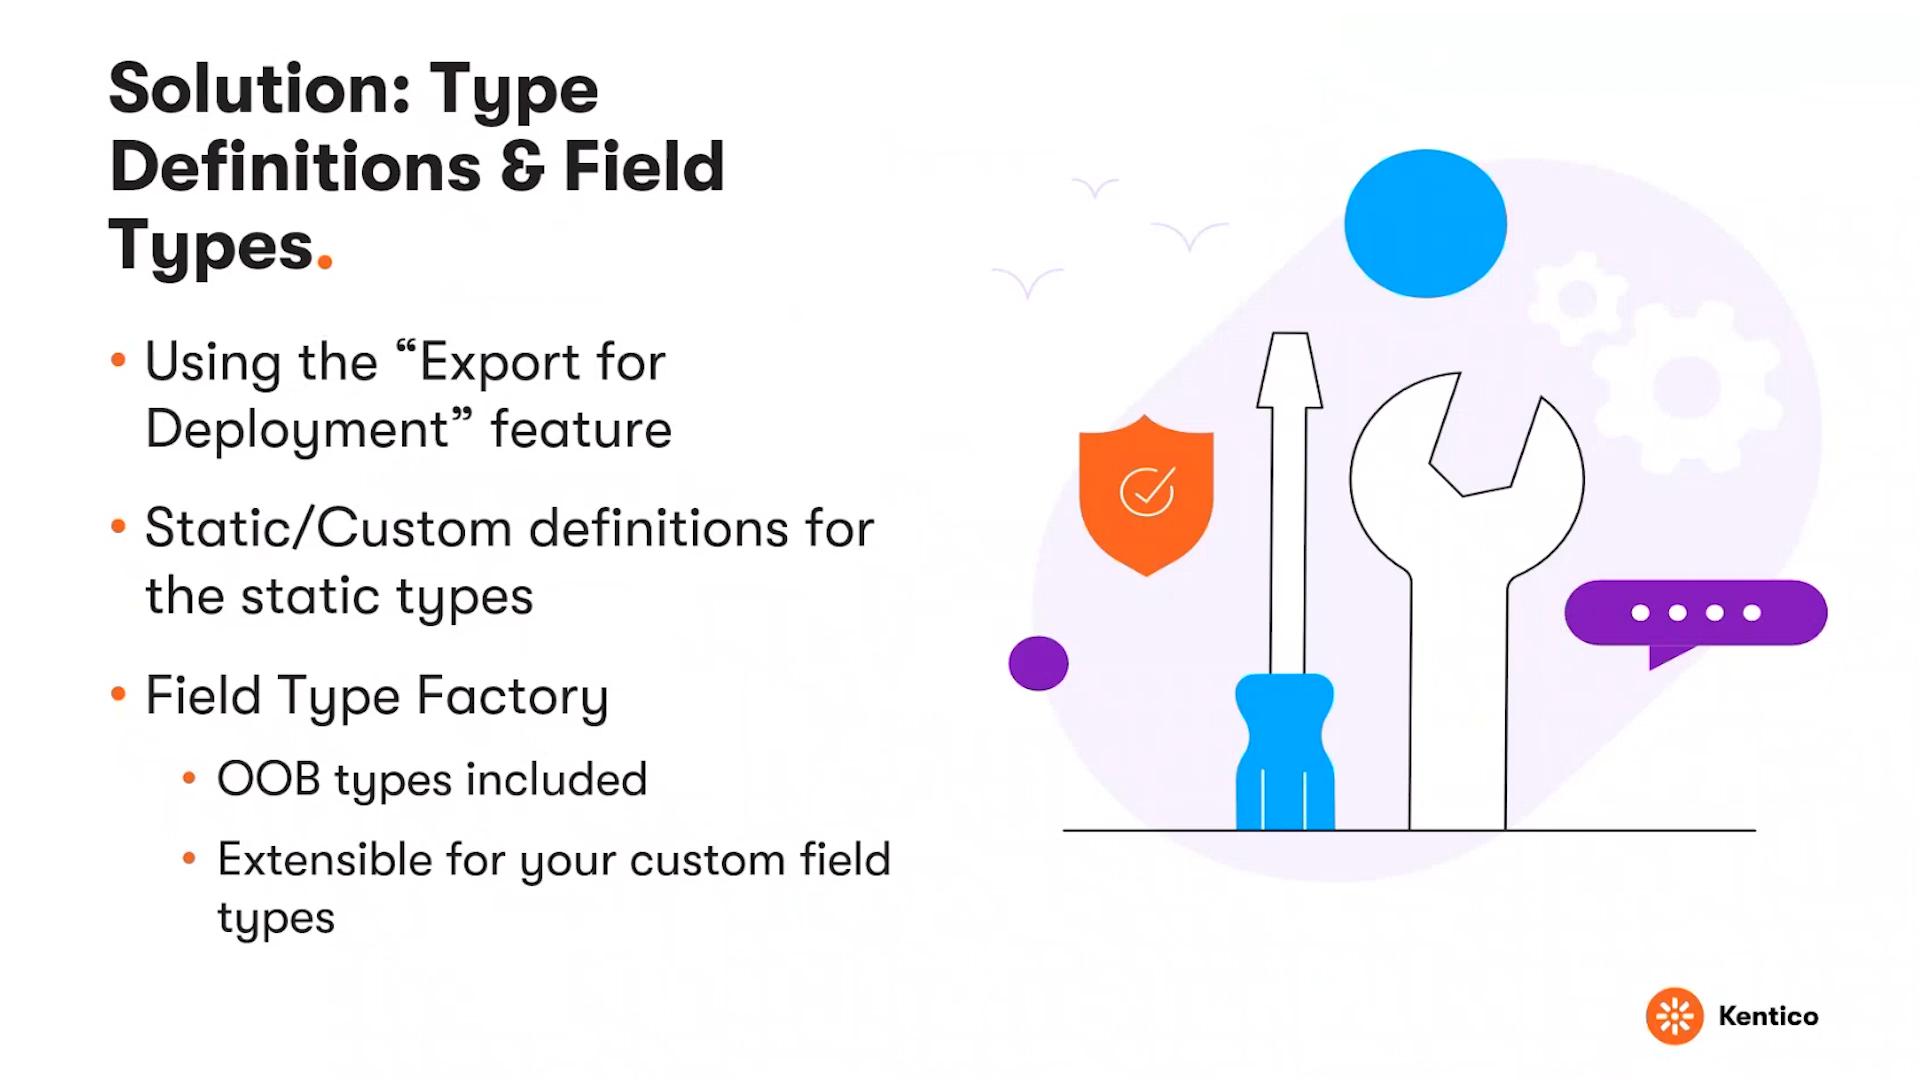 Solution: Type
Definitions & Field
Types.
• Using the “Export for
Deployment” feature
• Static/Custom definitions for
the static types
• Field Type Factory
• OOB types included
• Extensible for your custom field
types
Kentico